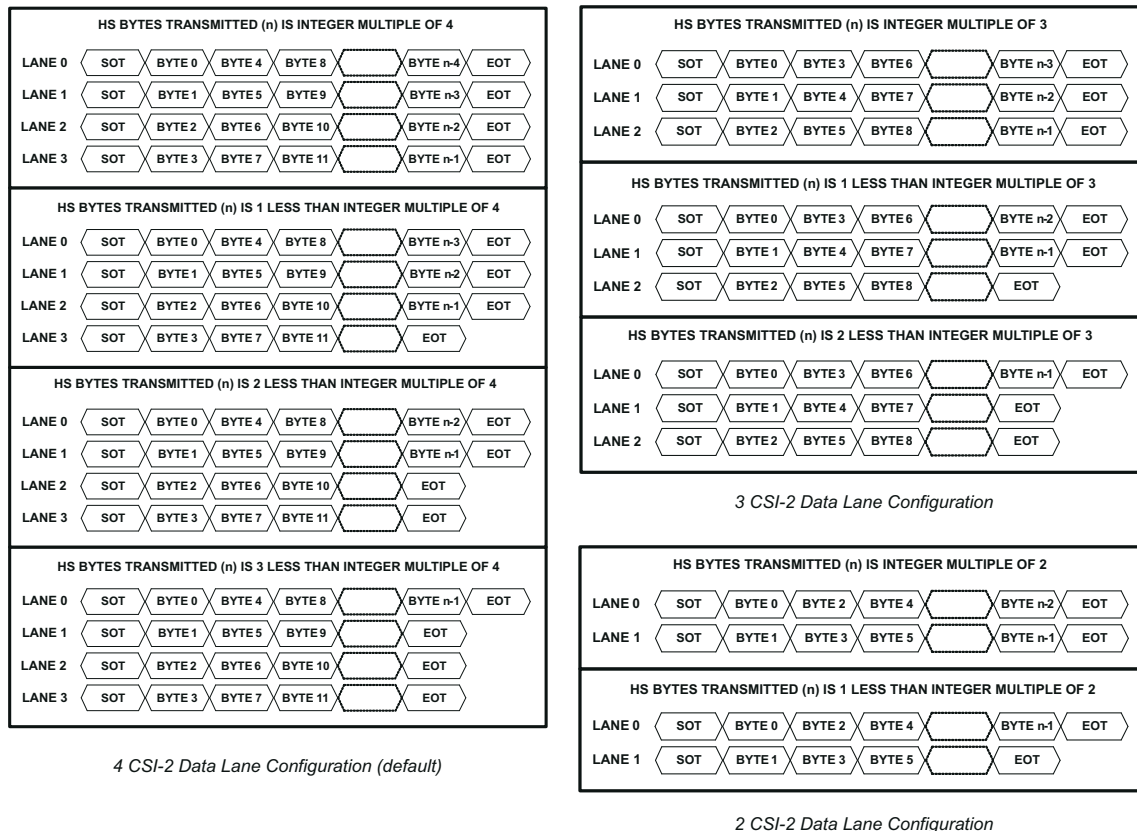 HS BYTES TRANSMITTED (n) IS INTEGER MULTIPLE OF 4
LANE 0 SOT BYTE 0 BYTE 4 BYTE 8 BYTE n-4 EOT
LANE 1 SOT BYTE 1 BYTE 5 BYTE 9 BYTE n-3 EOT
LANE 2 SOT BYTE 2 BYTE 6 BYTE 10 BYTE n-2 EOT
LANE 3 SOT BYTE 3 BYTE 7 BYTE 11 BYTE n-1 EOT
HS BYTES TRANSMITTED (n) IS 1 LESS THAN INTEGER MULTIPLE OF 4
LANE 0 SOT BYTE 0 BYTE 4 BYTE 8 BYTE n-3 EOT
LANE 1 SOT BYTE 1 BYTE 5 BYTE 9 BYTE n-2 EOT
LANE 2 SOT BYTE 2 BYTE 6 BYTE 10 BYTE n-1 EOT
LANE 3 SOT BYTE 3 BYTE 7 BYTE 11 EOT
HS BYTES TRANSMITTED (n) IS 2 LESS THAN INTEGER MULTIPLE OF 4
LANE 0 SOT BYTE 0 BYTE 4 BYTE 8 BYTE n-2 EOT
LANE 1 SOT BYTE 1 BYTE 5 BYTE 9 BYTE n-1 EOT
LANE 2 SOT BYTE 2 BYTE 6 BYTE 10 EOT
LANE 3 SOT BYTE 3 BYTE 7 BYTE 11 EOT
HS BYTES TRANSMITTED (n) IS 3 LESS THAN INTEGER MULTIPLE OF 4
LANE 0 SOT BYTE 0 BYTE 4 BYTE 8 BYTE n-1 EOT
LANE 1 SOT BYTE 1 BYTE 5 BYTE 9 EOT
LANE 2 SOT BYTE 2 BYTE 6 BYTE 10 EOT
LANE 3 SOT BYTE 3 BYTE 7 BYTE 11 EOT
4 CSI-2 Data Lane Configuration (default)
HS BYTES TRANSMITTED (n) IS INTEGER MULTIPLE OF 3
LANE 0 SOT BYTE 0 BYTE 3 BYTE 6 BYTE n-3 EOT
LANE 1 SOT BYTE 1 BYTE 4 BYTE 7 BYTE n-2 EOT
LANE 2 SOT BYTE 2 BYTE 5 BYTE 8 BYTE n-1 EOT
HS BYTES TRANSMITTED (n) IS 1 LESS THAN INTEGER MULTIPLE OF 3
LANE 0 SOT BYTE 0 BYTE 3 BYTE 6 BYTE n-2 EOT
LANE 1 SOT BYTE 1 BYTE 4 BYTE 7 BYTE n-1 EOT
LANE 2 SOT BYTE 2 BYTE 5 BYTE 8 EOT
HS BYTES TRANSMITTED (n) IS 2 LESS THAN INTEGER MULTIPLE OF 3
LANE 0 SOT BYTE 0 BYTE 3 BYTE 6 BYTE n-1 EOT
LANE 1 SOT BYTE 1 BYTE 4 BYTE 7 EOT
LANE 2 SOT BYTE 2 BYTE 5 BYTE 8 EOT
3 CSI-2 Data Lane Configuration
HS BYTES TRANSMITTED (n) IS INTEGER MULTIPLE OF 2
LANE 0 SOT BYTE 0 BYTE 2 BYTE 4 BYTE n-2 EOT
LANE 1 SOT BYTE 1 BYTE 3 BYTE 5 BYTE n-1 EOT
HS BYTES TRANSMITTED (n) IS 1 LESS THAN INTEGER MULTIPLE OF 2
LANE 0 SOT BYTE 0 BYTE 2 BYTE 4 BYTE n-1 EOT
LANE 1 SOT BYTE 1 BYTE 3 BYTE 5 EOT
2 CSI-2 Data Lane Configuration